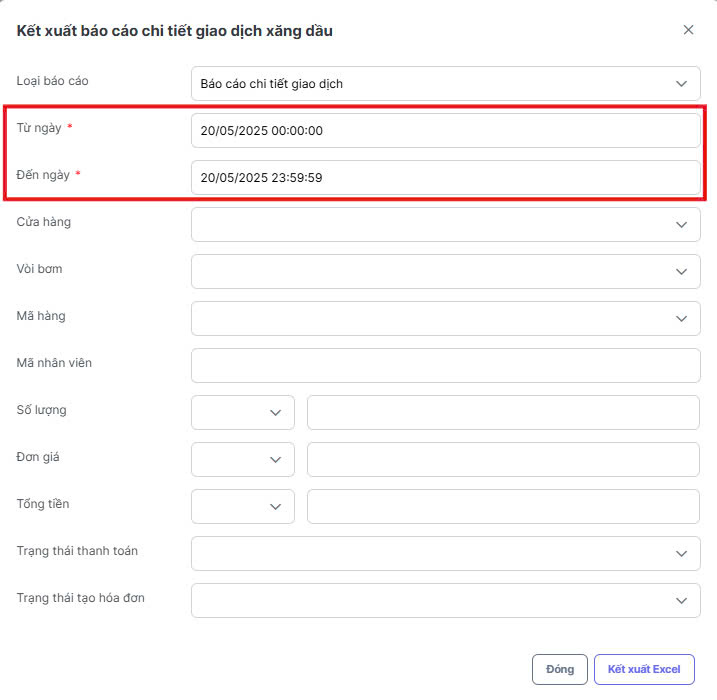 Kết xuất báo cáo chi tiết giao dịch xăng dầu
Loại báo cáo
Báo cáo chi tiết giao dịch
Từ ngày *
20/05/2025 00:00:00
Đến ngày *
20/05/2025 23:59:59
Cửa hàng
Vòi bơm
Mã hàng
Mã nhân viên
Số lượng
Đơn giá
Tổng tiền
Trạng thái thanh toán
Trạng thái tạo hóa đơn
Đóng
Kết xuất Excel